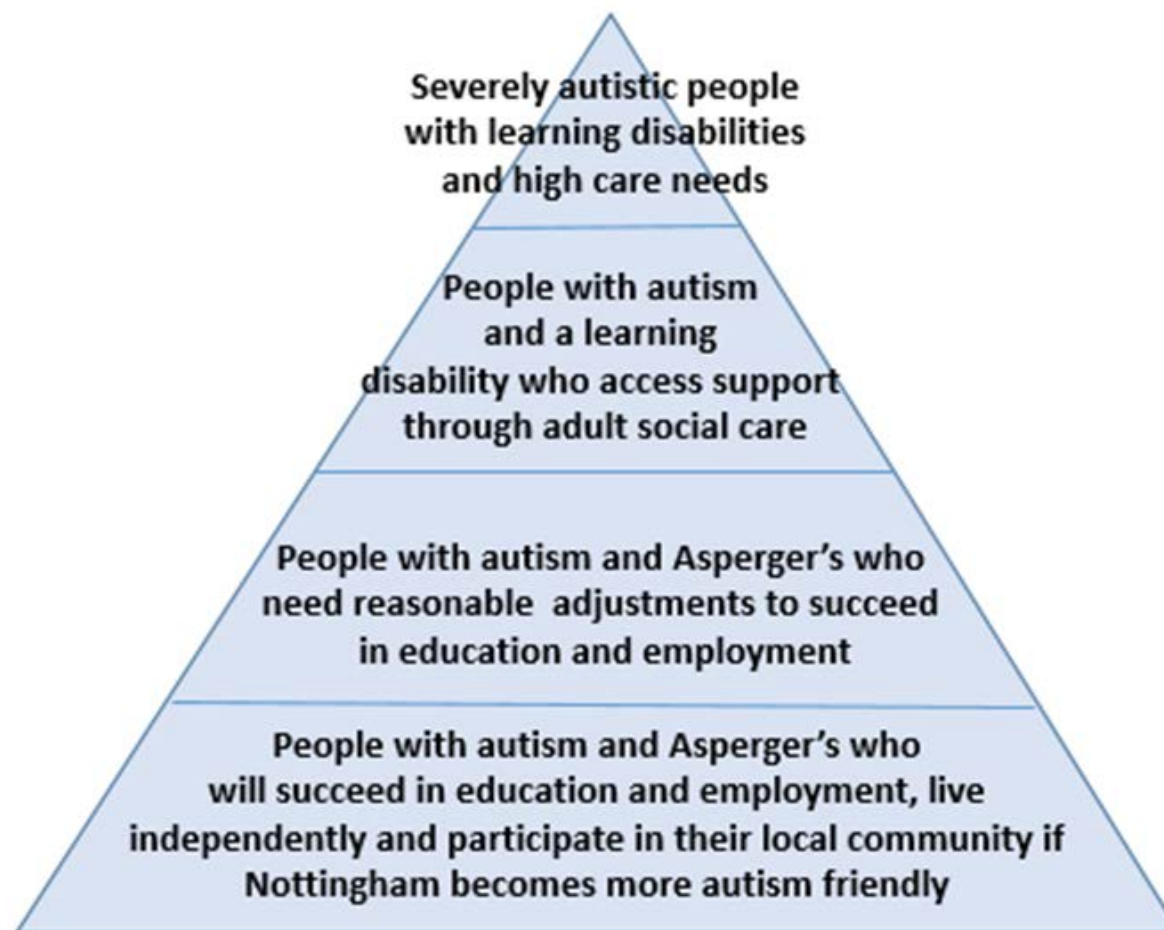 Severely autistic people
with learning disabilities
and high care needs
People with autism
and a learning
disability who access support
through adult social care
People with autism and Asperger’s who
need reasonable  adjustments to succeed
in education and employment
People with autism and Asperger’s who
will succeed in education and employment, live
independently and participate in their local community if
Nottingham becomes more autism friendly